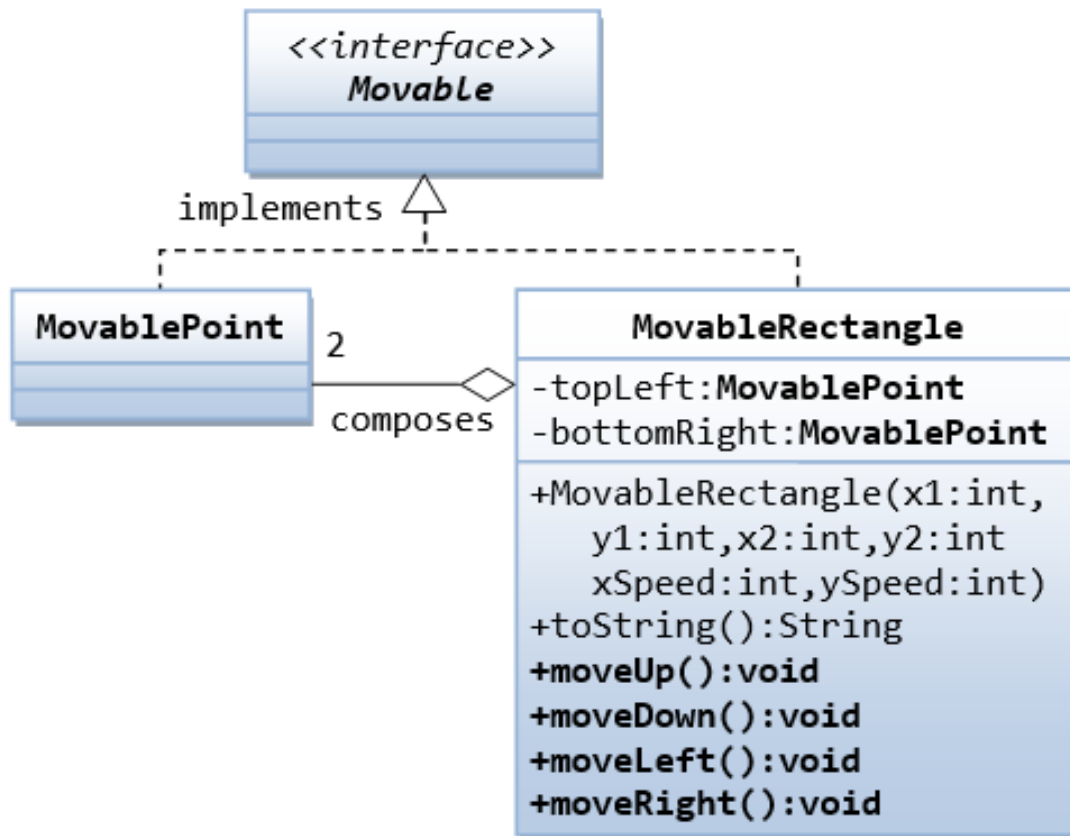 <<interface>>
Movable
implements
MovablePoint
2
composes
MovableRectangle
-topLeft:MovablePoint
-bottomRight:MovablePoint
+MovableRectangle(x1:int,
y1:int,x2:int,y2:int
xSpeed:int,ySpeed:int)
+toString():String
+moveUp():void
+moveDown():void
+moveLeft():void
+moveRight():void